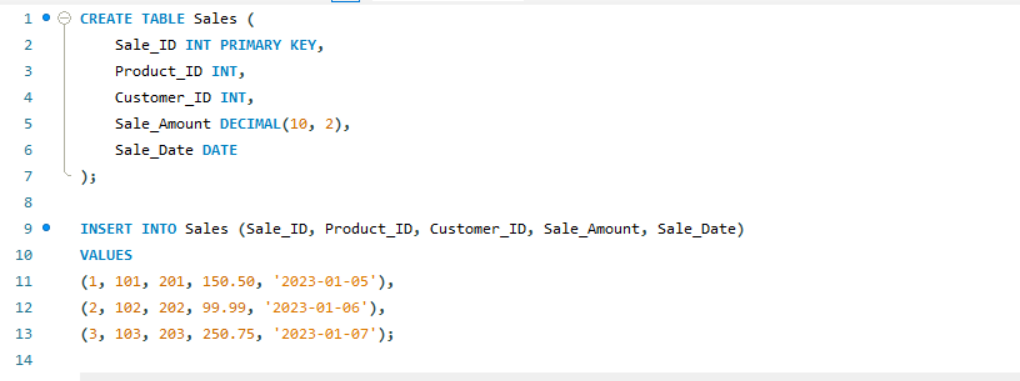 1 CREATE TABLE Sales (
2 Sale_ID INT PRIMARY KEY,
3 Product_ID INT,
4 Customer_ID INT,
5 Sale_Amount DECIMAL(10, 2),
6 Sale_Date DATE
7 );
8
9 INSERT INTO Sales (Sale_ID, Product_ID, Customer_ID, Sale_Amount, Sale_Date)
10 VALUES
11 (1, 101, 201, 150.50, '2023-01-05'),
12 (2, 102, 202, 99.99, '2023-01-06'),
13 (3, 103, 203, 250.75, '2023-01-07');
14